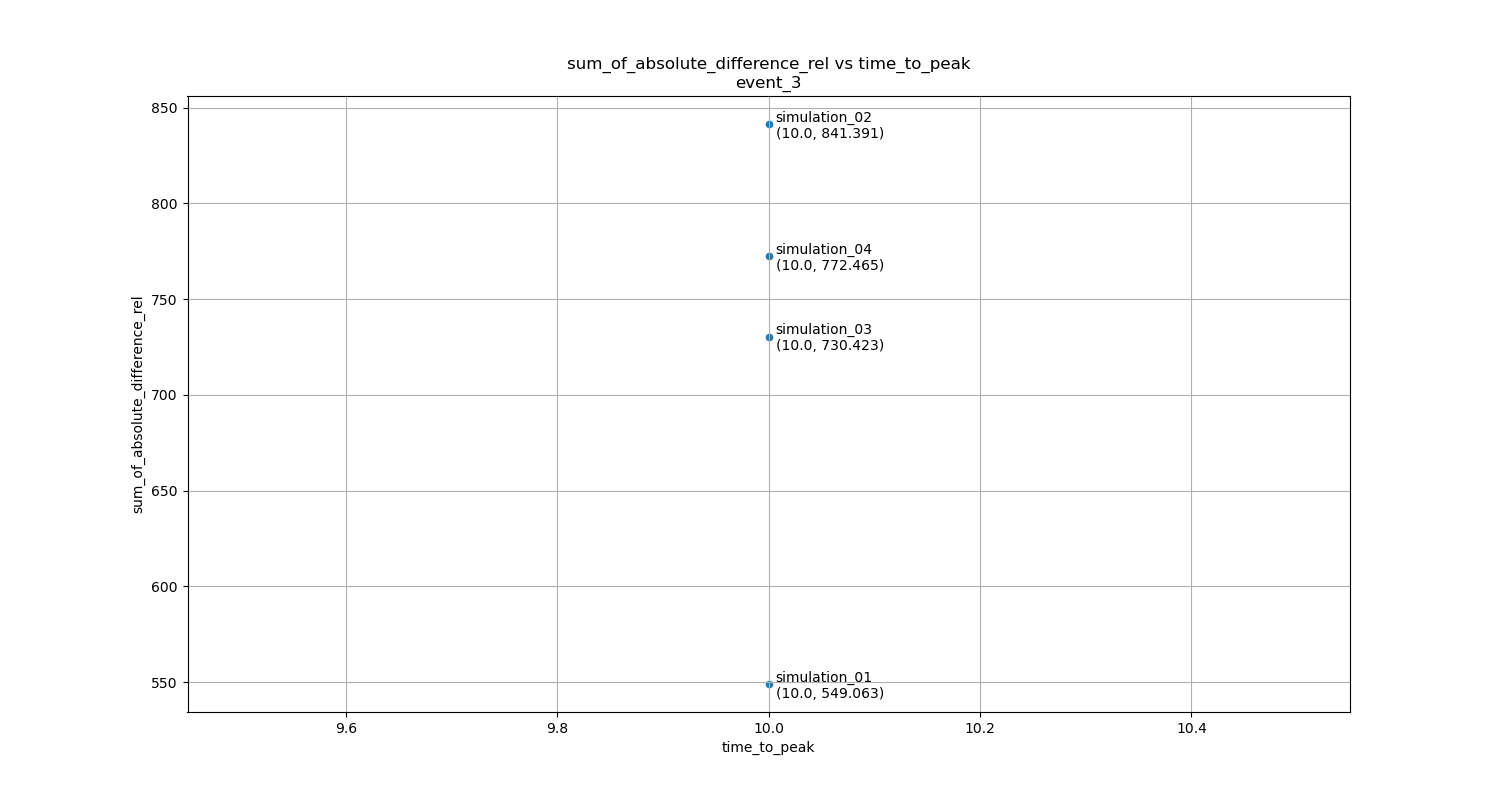 sum_of_absolute_difference_rel vs time_to_peak
event_3
sum_of_absolute_difference_rel
850
800
750
700
650
600
550
simulation_02
(10.0, 841.391)
simulation_04
(10.0, 772.465)
simulation_03
(10.0, 730.423)
simulation_01
(10.0, 549.063)
9.6
9.8
10.0
10.2
10.4
time_to_peak